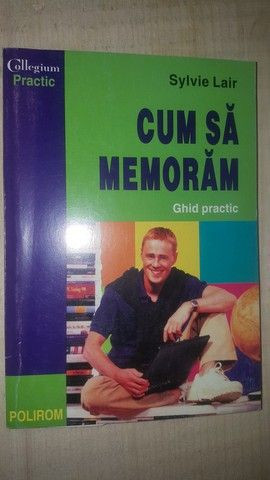 Collegium
Practic
Sylvie Lair
CUM SĂ
MEMORĂM
Ghid practic
POLIROM